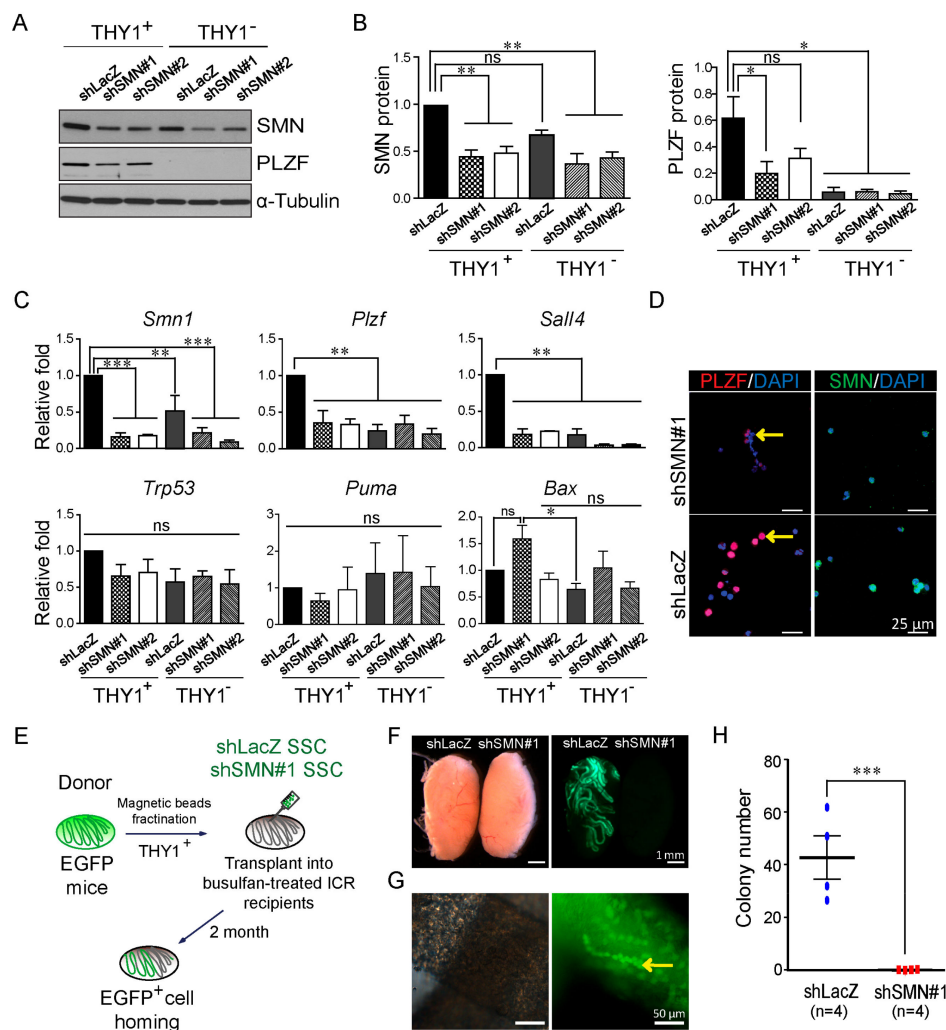 A
THY1+ THY1-
shLacZ shSMN#1 shSMN#2 shLacZ shSMN#1 shSMN#2
SMN
PLZF
α-Tubulin
B
SMN protein
1.5
1.0
0.5
0.0
**
ns
**
shLacZ shSMN#1 shSMN#2 shLacZ shSMN#1 shSMN#2
THY1+ THY1-
PLZF protein
1.0
0.8
0.6
0.4
0.2
0.0
*
ns
*
shLacZ shSMN#1 shSMN#2 shLacZ shSMN#1 shSMN#2
THY1+ THY1-
C
Smn1
Relative fold
1.5
1.0
0.5
0.0
***
**
***
Plzf
1.5
1.0
0.5
0.0
**
Sall4
1.5
1.0
0.5
0.0
**
Trp53
Relative fold
1.5
1.0
0.5
0.0
ns
shLacZ shSMN#1 shSMN#2 shLacZ shSMN#1 shSMN#2
THY1+ THY1-
Puma
3
2
1
0
ns
shLacZ shSMN#1 shSMN#2 shLacZ shSMN#1 shSMN#2
THY1+ THY1-
Bax
2.0
1.5
1.0
0.5
0.0
ns
ns
*
shLacZ shSMN#1 shSMN#2 shLacZ shSMN#1 shSMN#2
THY1+ THY1-
D
PLZF/DAPI SMN/DAPI
shSMN#1
shLacZ
25 µm
E
shLacZ SSC
shSMN#1 SSC
Donor
Magnetic beads
fractination
THY1+
EGFP
mice
Transplant into
busulfan-treated ICR
recipients
2 month
EGFP+cell
homing
F
shLacZ shSMN#1 shLacZ shSMN#1
1 mm
G
50 µm
H
Colony number
80
60
40
20
0
***
shLacZ shSMN#1
(n=4) (n=4)